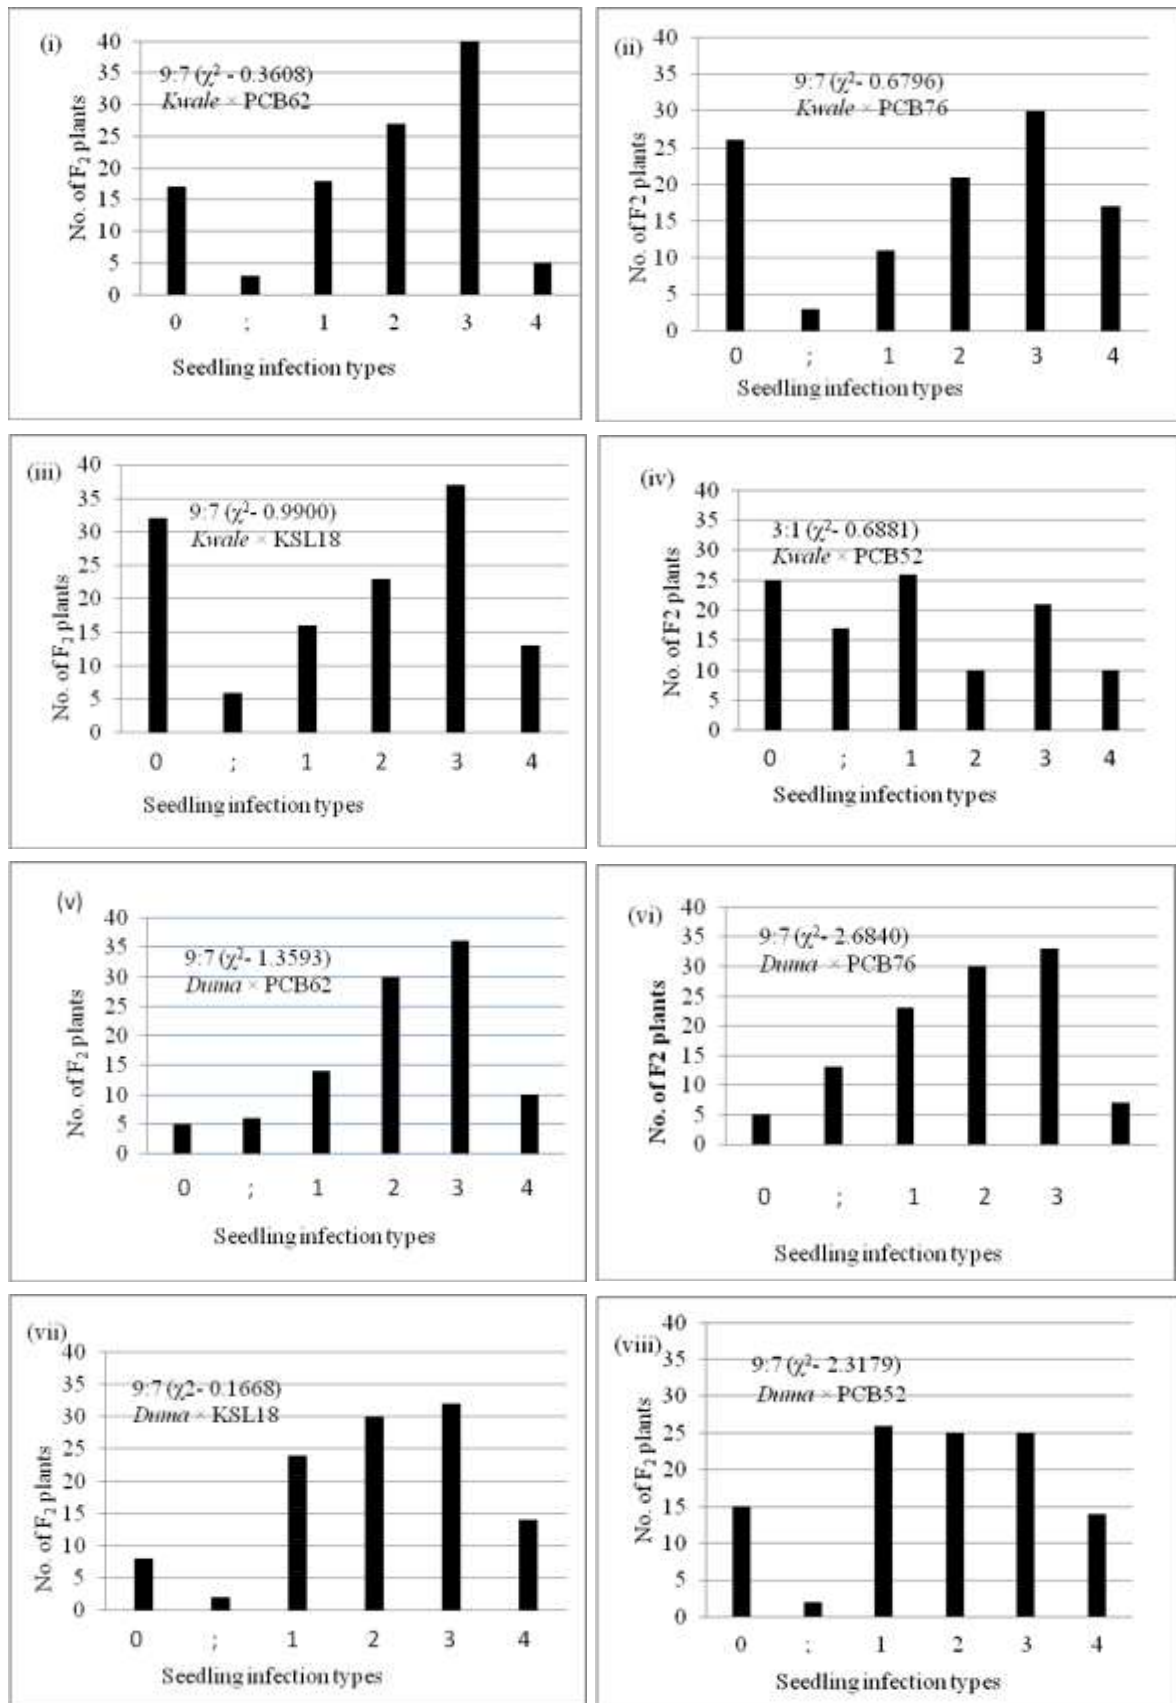 (i)
40
35
30
25
20
15
10
5
0
No. of F₂ plants
9:7 (χ² - 0.3608)
Kwale × PCB62
0 ; 1 2 3 4
Seedling infection types
(ii)
40
35
30
25
20
15
10
5
0
No. of F2 plants
9:7 (χ²- 0.6796)
Kwale × PCB76
0 ; 1 2 3 4
Seedling infection types
(iii)
40
35
30
25
20
15
10
5
0
No. of F₂ plants
9:7 (χ²- 0.9900)
Kwale × KSL18
0 ; 1 2 3 4
Seedling infection types
(iv)
40
35
30
25
20
15
10
5
0
No. of F2 plants
3:1 (χ²- 0.6881)
Kwale × PCB52
0 ; 1 2 3 4
Seedling infection types
(v)
40
35
30
25
20
15
10
5
0
No. of F₂ plants
9:7 (χ²- 1.3593)
Duma × PCB62
0 ; 1 2 3 4
Seedling infection types
(vi)
40
35
30
25
20
15
10
5
0
No. of F2 plants
9:7 (χ²- 2.6840)
Duma × PCB76
0 ; 1 2 3
Seedling infection types
(vii)
40
35
30
25
20
15
10
5
0
No. of F₂ plants
9:7 (χ2- 0.1668)
Duma × KSL18
0 ; 1 2 3 4
Seedling infection types
(viii)
40
35
30
25
20
15
10
5
0
No. of F₂ plants
9:7 (χ²- 2.3179)
Duma × PCB52
0 ; 1 2 3 4
Seedling infection types